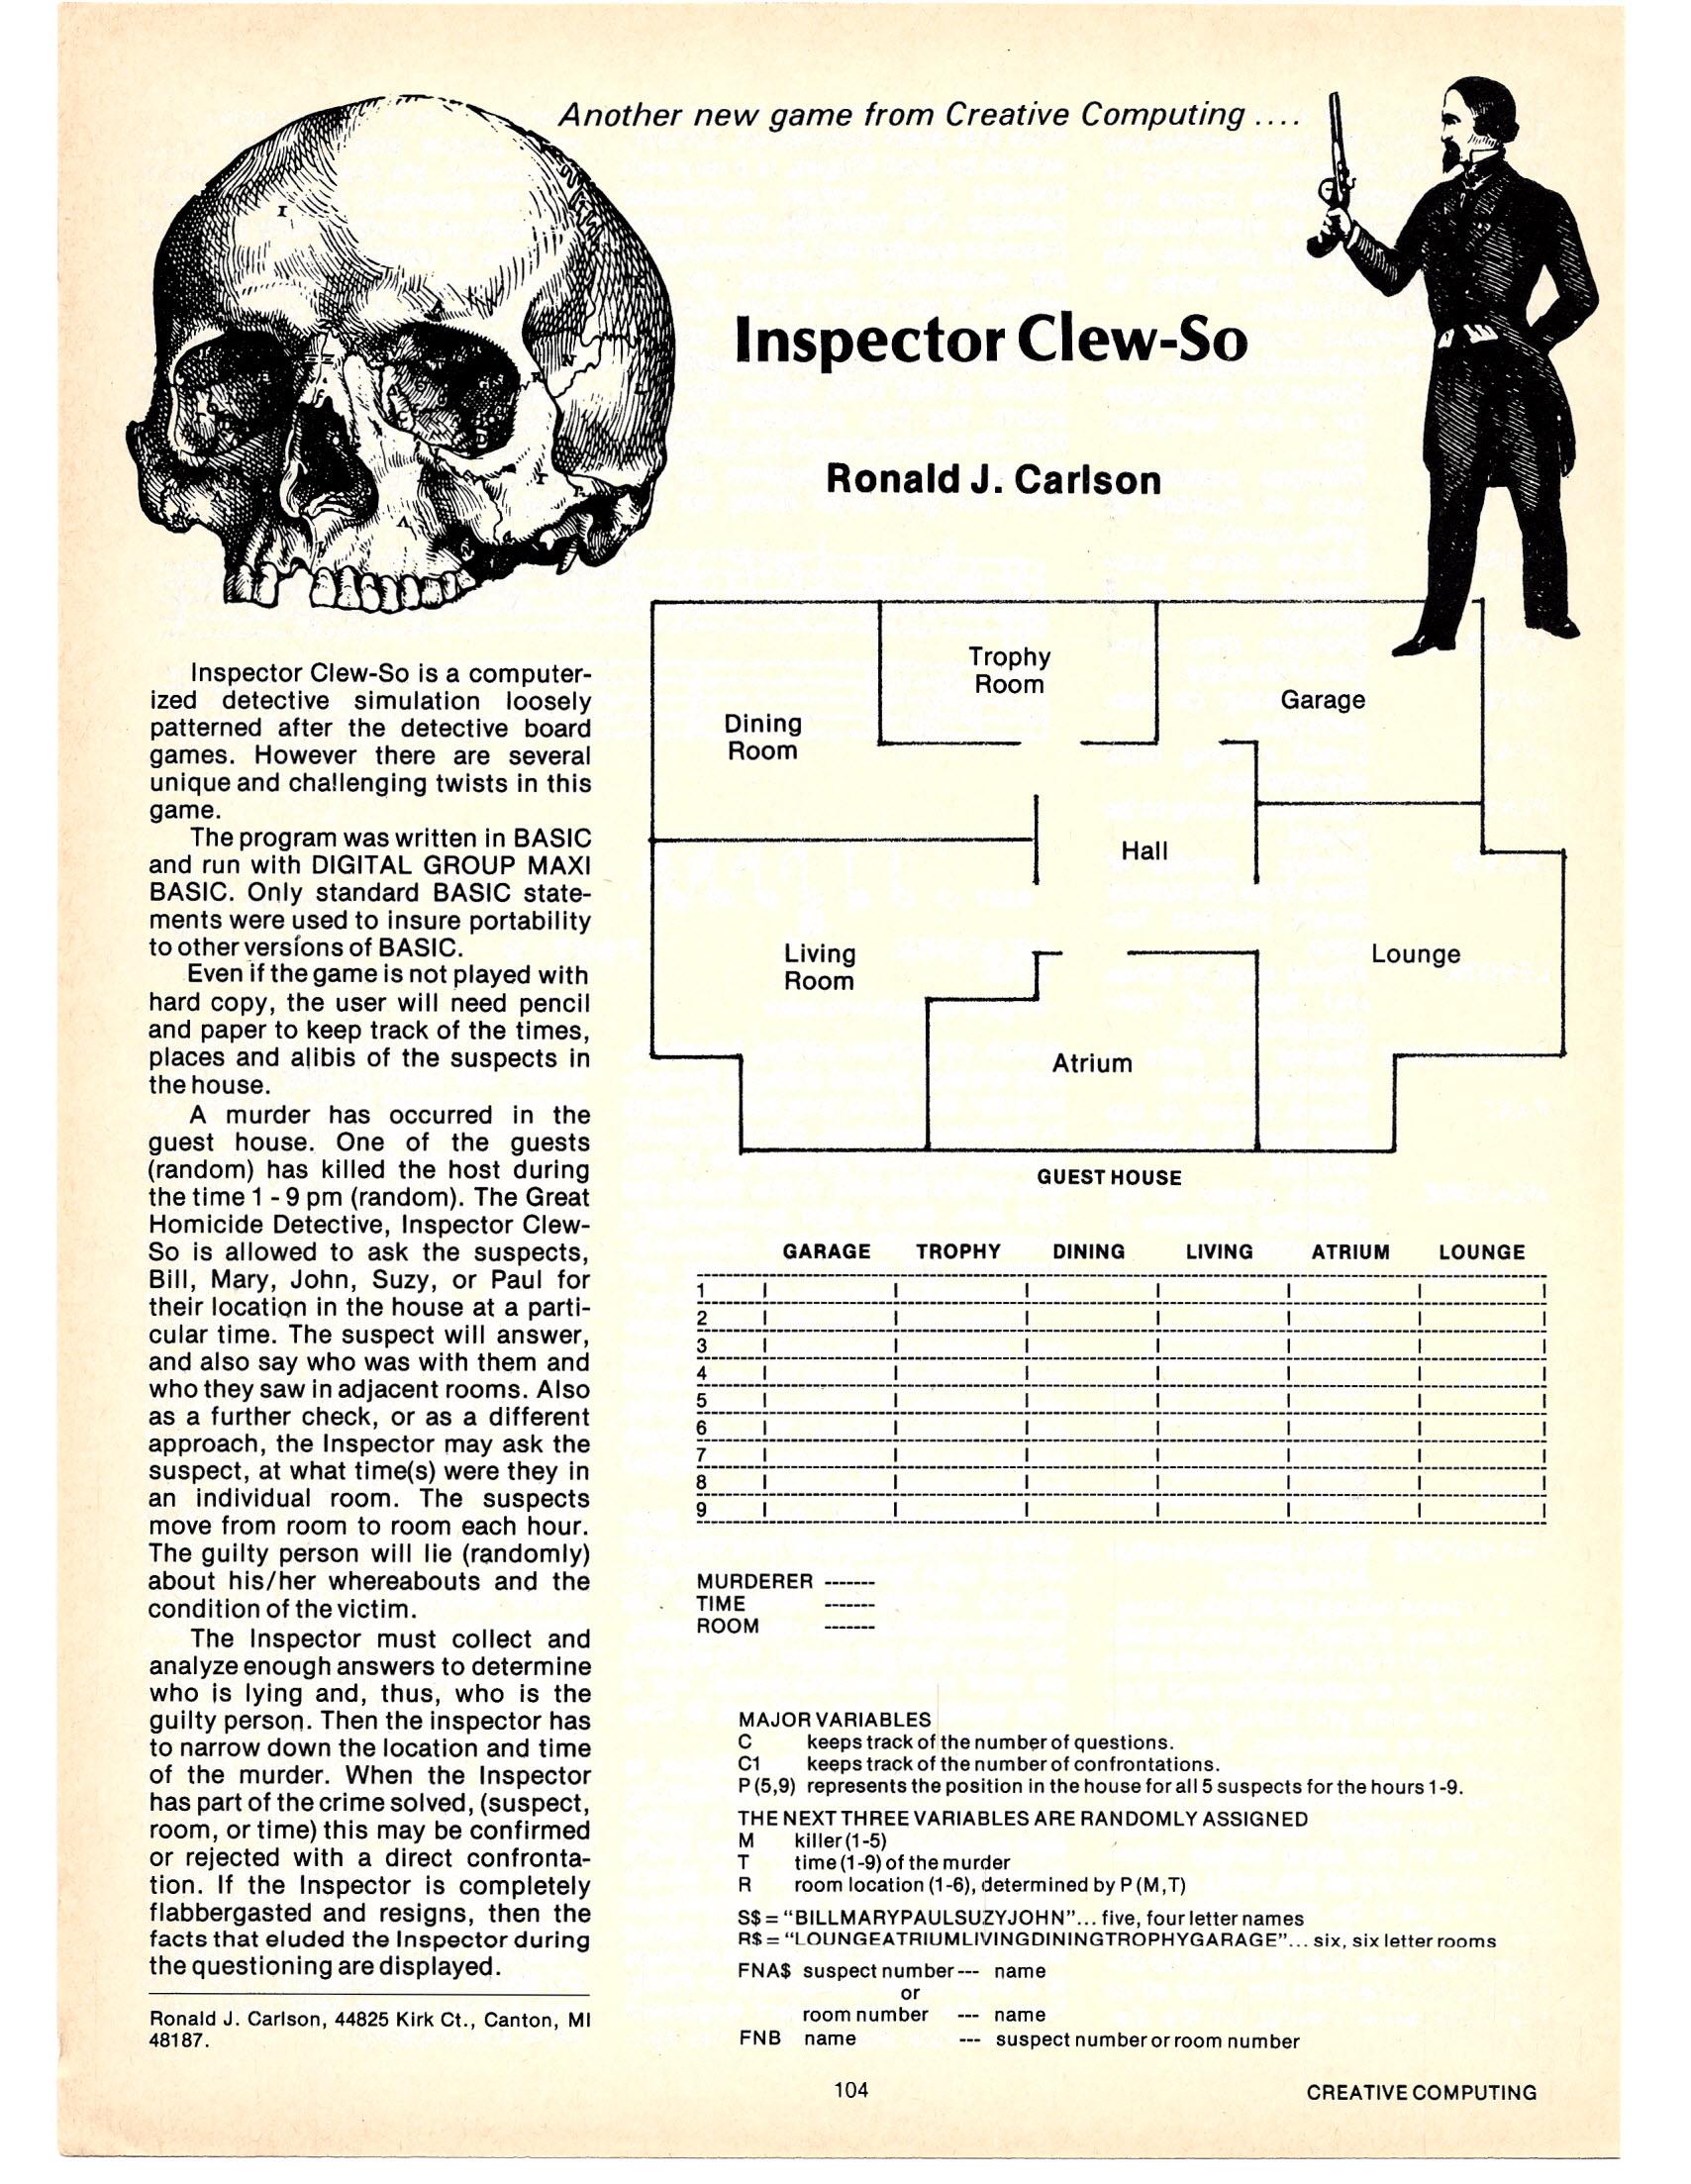 Another new game from Creative Computing ....
Inspector Clew-So
Ronald J. Carlson
Inspector Clew-So is a computer-
ized detective simulation loosely
patterned after the detective board
games. However there are several
unique and challenging twists in this
game.
The program was written in BASIC
and run with DIGITAL GROUP MAXI
BASIC. Only standard BASIC state-
ments were used to insure portability
to other versions of BASIC.
Even if the game is not played with
hard copy, the user will need pencil
and paper to keep track of the times,
places and alibis of the suspects in
the house.
A murder has occurred in the
guest house. One of the guests
(random) has killed the host during
the time 1 - 9 pm (random). The Great
Homicide Detective, Inspector Clew-
So is allowed to ask the suspects,
Bill, Mary, John, Suzy, or Paul for
their location in the house at a parti-
cular time. The suspect will answer,
and also say who was with them and
who they saw in adjacent rooms. Also
as a further check, or as a different
approach, the Inspector may ask the
suspect, at what time(s) were they in
an individual room. The suspects
move from room to room each hour.
The guilty person will lie (randomly)
about his/her whereabouts and the
condition of the victim.
The Inspector must collect and
analyze enough answers to determine
who is lying and, thus, who is the
guilty person. Then the inspector has
to narrow down the location and time
of the murder. When the Inspector
has part of the crime solved, (suspect,
room, or time) this may be confirmed
or rejected with a direct confronta-
tion. If the Inspector is completely
flabbergasted and resigns, then the
facts that eluded the Inspector during
the questioning are displayed.
Ronald J. Carlson, 44825 Kirk Ct., Canton, MI
48187.
Trophy
Room
Garage
Dining
Room
Hall
Living
Room
Lounge
Atrium
GUEST HOUSE
GARAGE TROPHY DINING LIVING ATRIUM LOUNGE
1
2
3
4
5
6
7
8
9
MURDERER -------
TIME -------
ROOM -------
MAJOR VARIABLES
C keeps track of the number of questions.
C1 keeps track of the number of confrontations.
P (5,9) represents the position in the house for all 5 suspects for the hours 1-9.
THE NEXT THREE VARIABLES ARE RANDOMLY ASSIGNED
M killer (1-5)
T time (1-9) of the murder
R room location (1-6), determined by P (M,T)
S$ = "BILLMARYPAULSUZYJOHN"... five, four letter names
R$ = "LOUNGEATRIUMLIVINGDININGTROPHYGARAGE"... six, six letter rooms
FNA$ suspect number --- name
or
room number --- name
FNB name --- suspect number or room number
104
CREATIVE COMPUTING